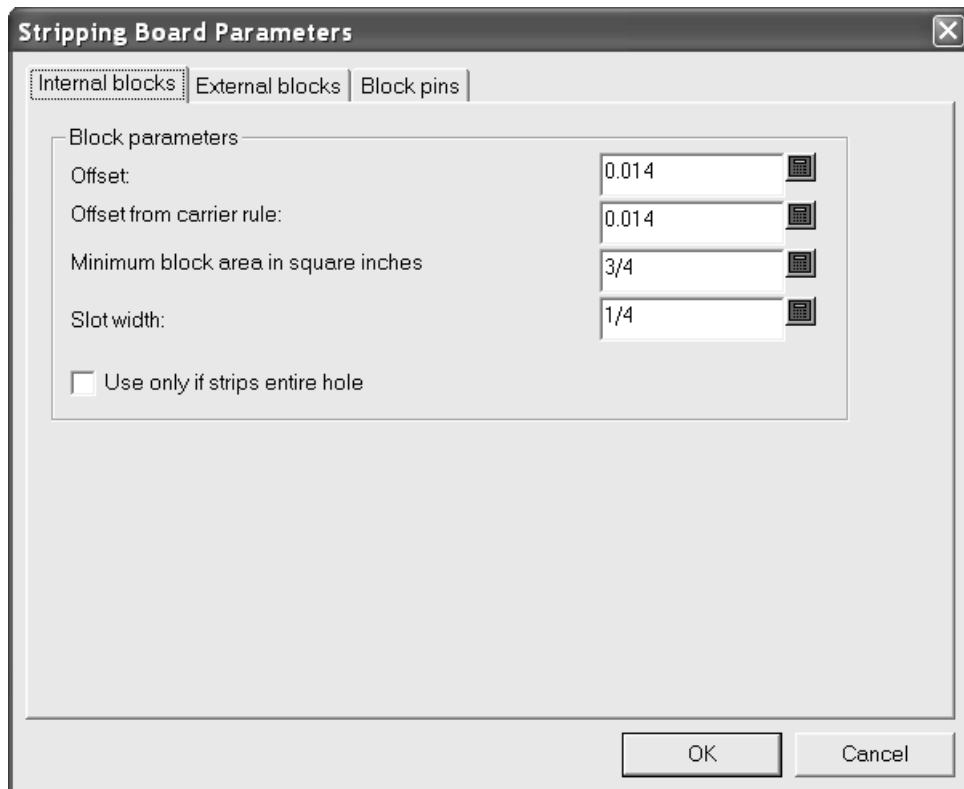 Stripping Board Parameters
Internal blocks External blocks Block pins
Block parameters
Offset: 0.014
Offset from carrier rule: 0.014
Minimum block area in square inches 3/4
Slot width: 1/4
Use only if strips entire hole
OK Cancel